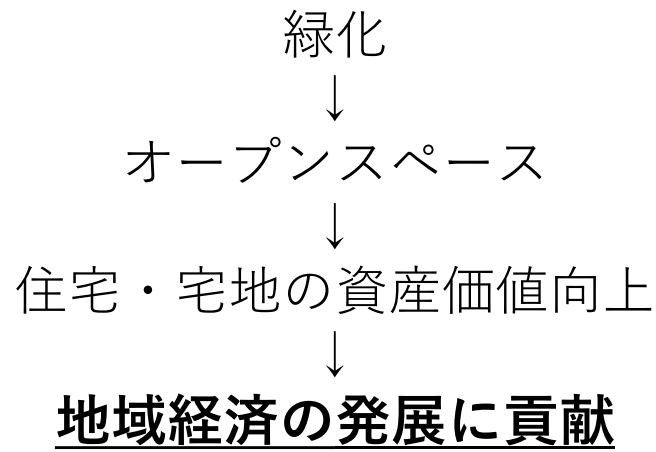 緑化
↓
オープンスペース
↓
住宅・宅地の資産価値向上
↓
地域経済の発展に貢献